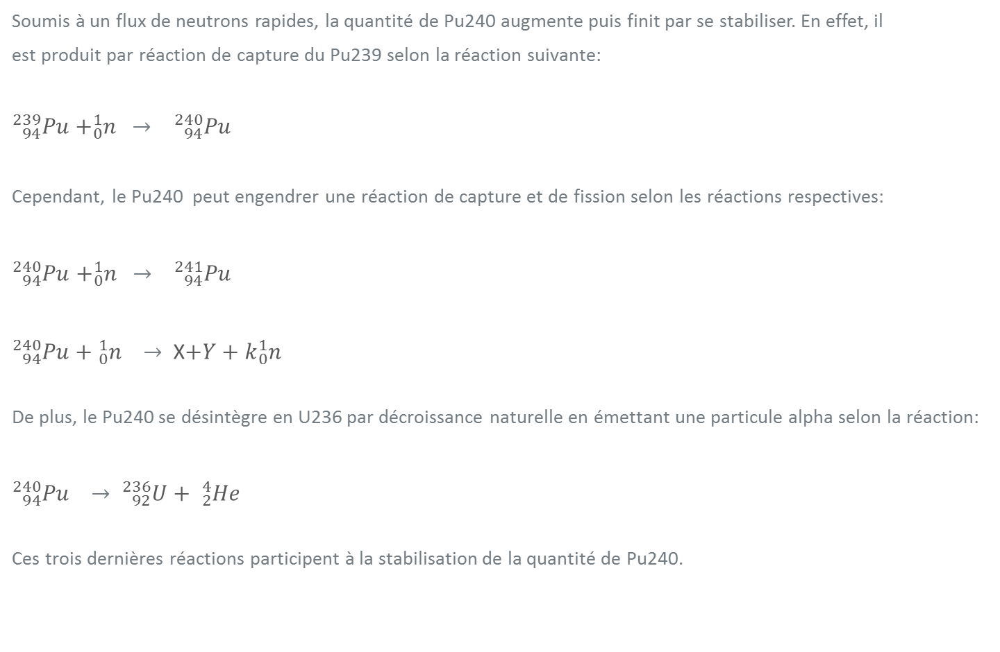 Soumis à un flux de neutrons rapides, la quantité de Pu240 augmente puis finit par se stabiliser. En effet, il
est produit par réaction de capture du Pu239 selon la réaction suivante:
$^{239}_{94}Pu + ^{1}_{0}n \rightarrow ^{240}_{94}Pu$
Cependant, le Pu240 peut engendrer une réaction de capture et de fission selon les réactions respectives:
$^{240}_{94}Pu + ^{1}_{0}n \rightarrow ^{241}_{94}Pu$
$^{240}_{94}Pu + ^{1}_{0}n \rightarrow X+Y + k^{1}_{0}n$
De plus, le Pu240 se désintègre en U236 par décroissance naturelle en émettant une particule alpha selon la réaction:
$^{240}_{94}Pu \rightarrow ^{236}_{92}U + ^{4}_{2}He$
Ces trois dernières réactions participent à la stabilisation de la quantité de Pu240.